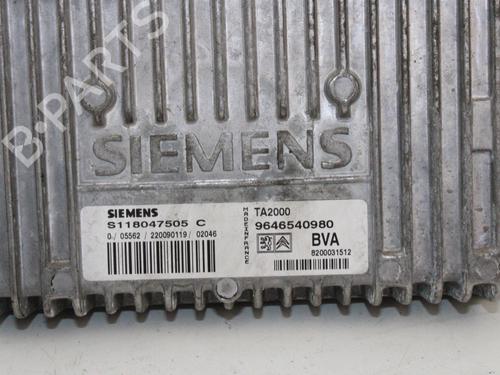 B-PARTS
SIEMENS
SIEMENS
S118047505 C
0./ 05562 / 220090119 / 02046
MADE IN FRANCE
TA2000
9646540980
BVA
8200031512